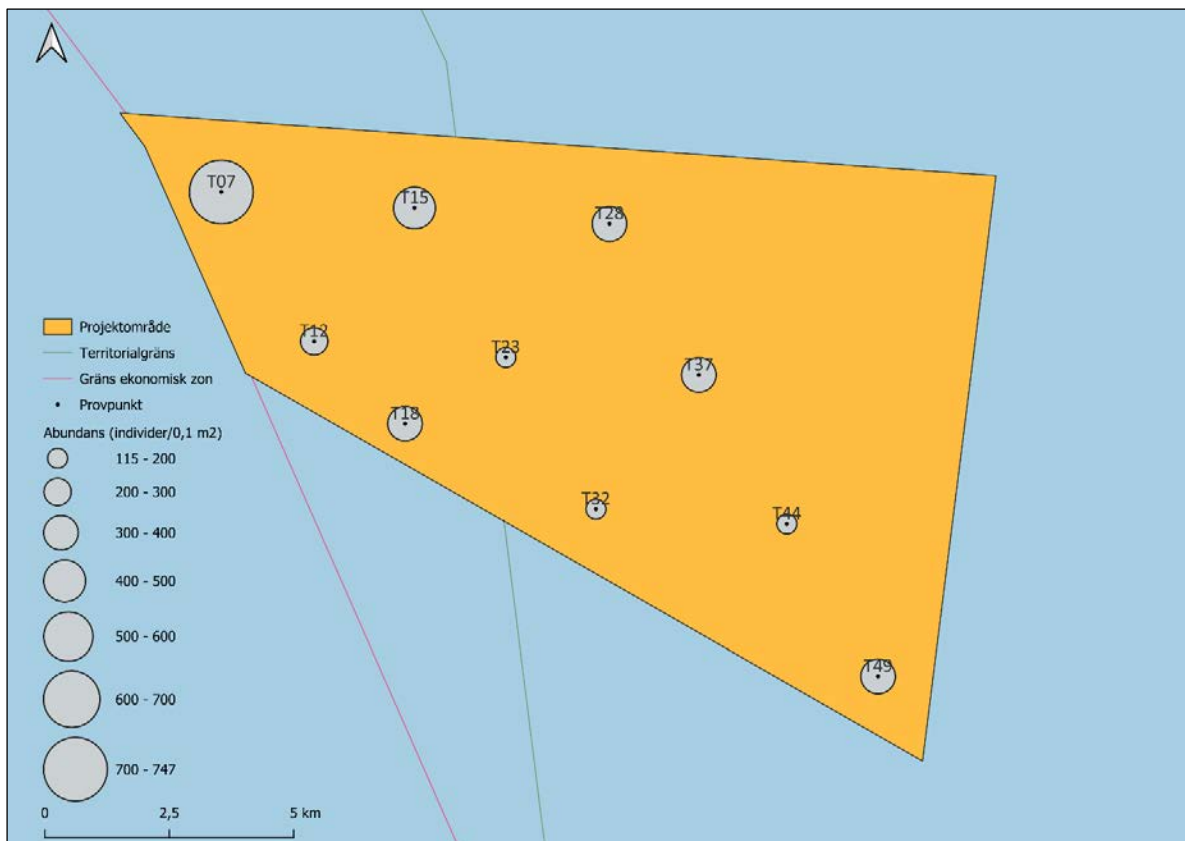 T07
T15
T28
T12
T23
T37
T18
T32
T44
T49
Projektområde
Territorialgräns
Gräns ekonomisk zon
Provpunkt
Abundans (individer/0,1 m2)
115 - 200
200 - 300
300 - 400
400 - 500
500 - 600
600 - 700
700 - 747
0 2,5 5 km